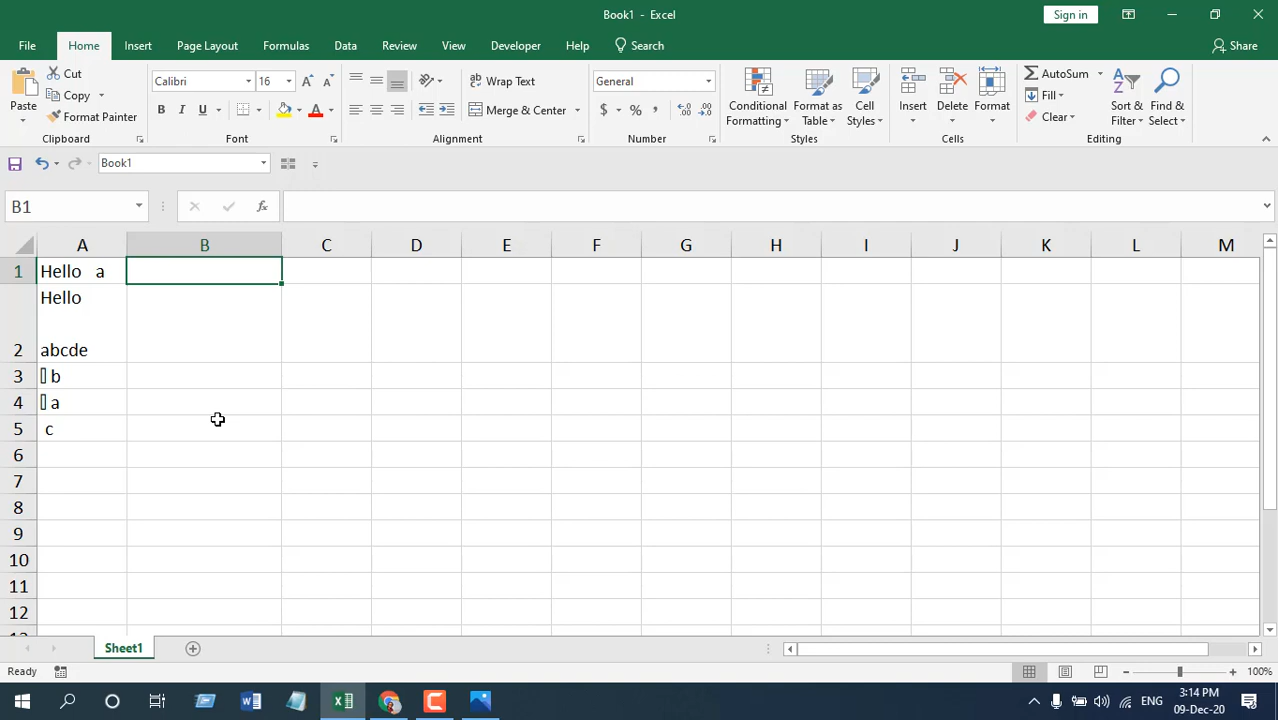 Book1 - Excel
Sign in
File Home Insert Page Layout Formulas Data Review View Developer Help Search Share
Paste Cut Copy Format Painter
Clipboard
Calibri 16
B I U A
Font
Wrap Text
Merge & Center
Alignment
General
$ % ,
Number
Conditional Formatting
Format as Table
Cell Styles
Styles
Insert Delete Format
Cells
AutoSum
Fill
Clear
Sort & Filter
Find & Select
Editing
Book1
B1 fx
A B C D E F G H I J K L M
1 Hello a
Hello
2 abcde
3 b
4 a
5 c
6
7
8
9
10
11
12
Sheet1
Ready 100%
ENG 3:14 PM
09-Dec-20